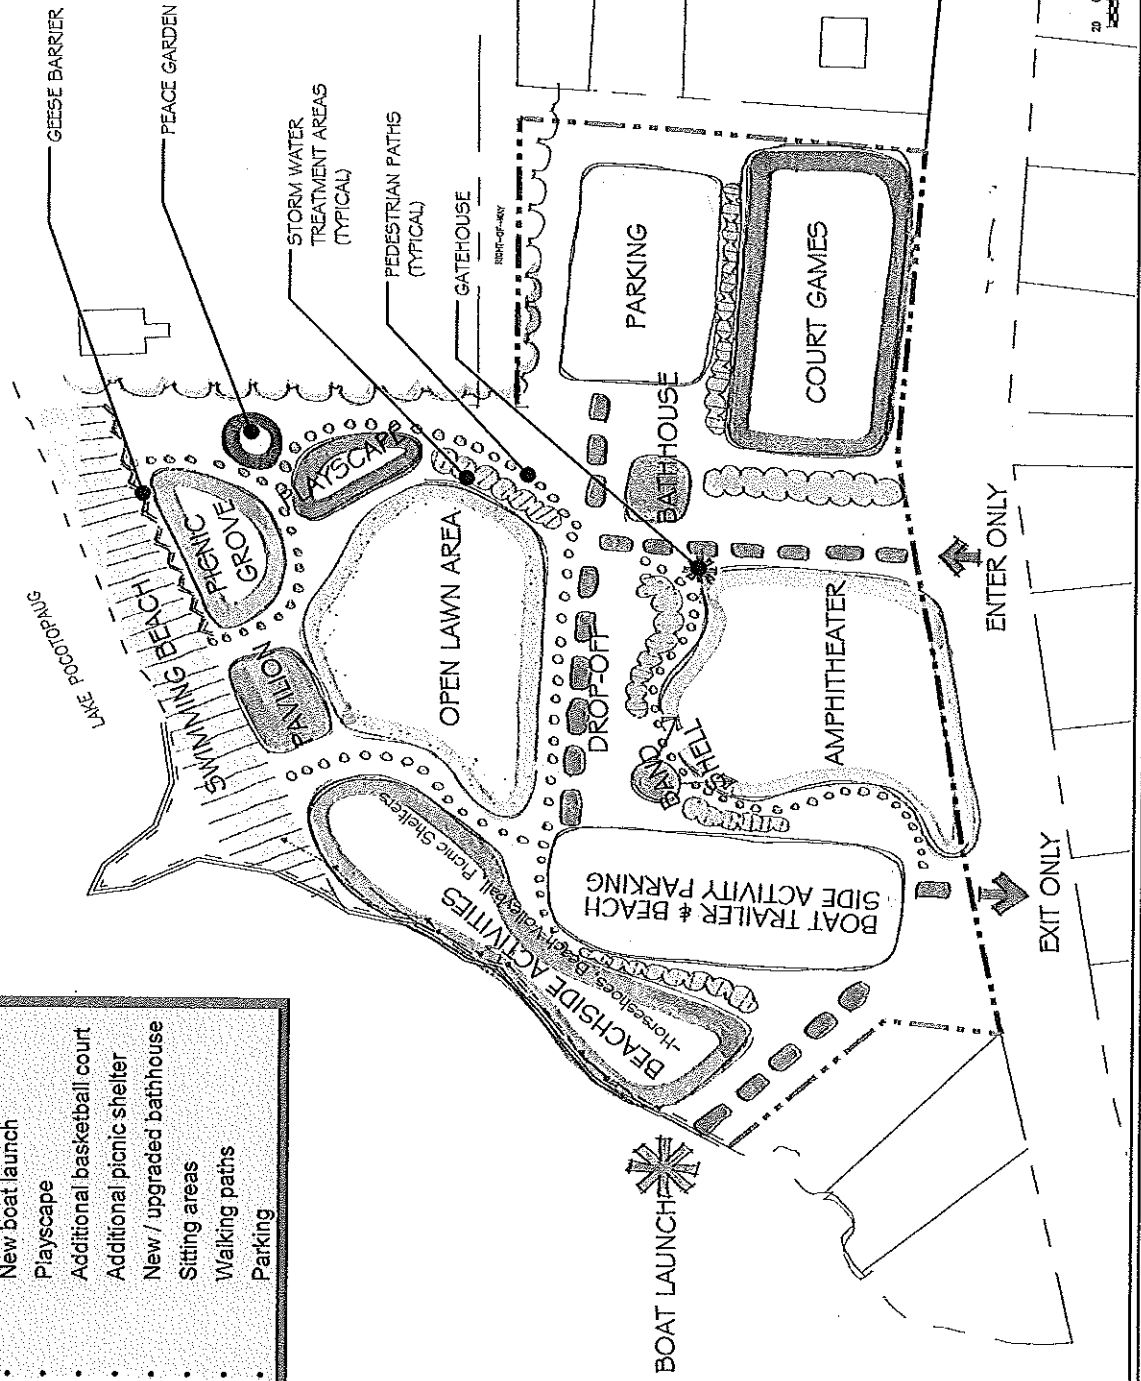 New boat launch
Playscape
Additional basketball court
Additional picnic shelter
New / upgraded bathhouse
Sitting areas
Walking paths
Parking
GEESE BARRIER
PEACE GARDEN
STORM WATER
TREATMENT AREAS
(TYPICAL)
PEDESTRIAN PATHS
(TYPICAL)
GATEHOUSE
RIGHT-OF-WAY
LAKE POCOTOPAUG
SWIMMING BEACH
PICNIC
GROVE
LAYSCAPE
PAVILION
OPEN LAWN AREA
BEACHSIDE ACTIVITIES
-Horseshoes, Beach Volleyball, Picnic Shelters
DROP-OFF
BATHHOUSE
PARKING
COURT GAMES
BAND
SHELL
AMPHITHEATER
BOAT TRAILER & BEACH
SIDE ACTIVITY PARKING
BOAT LAUNCH
ENTER ONLY
EXIT ONLY
20